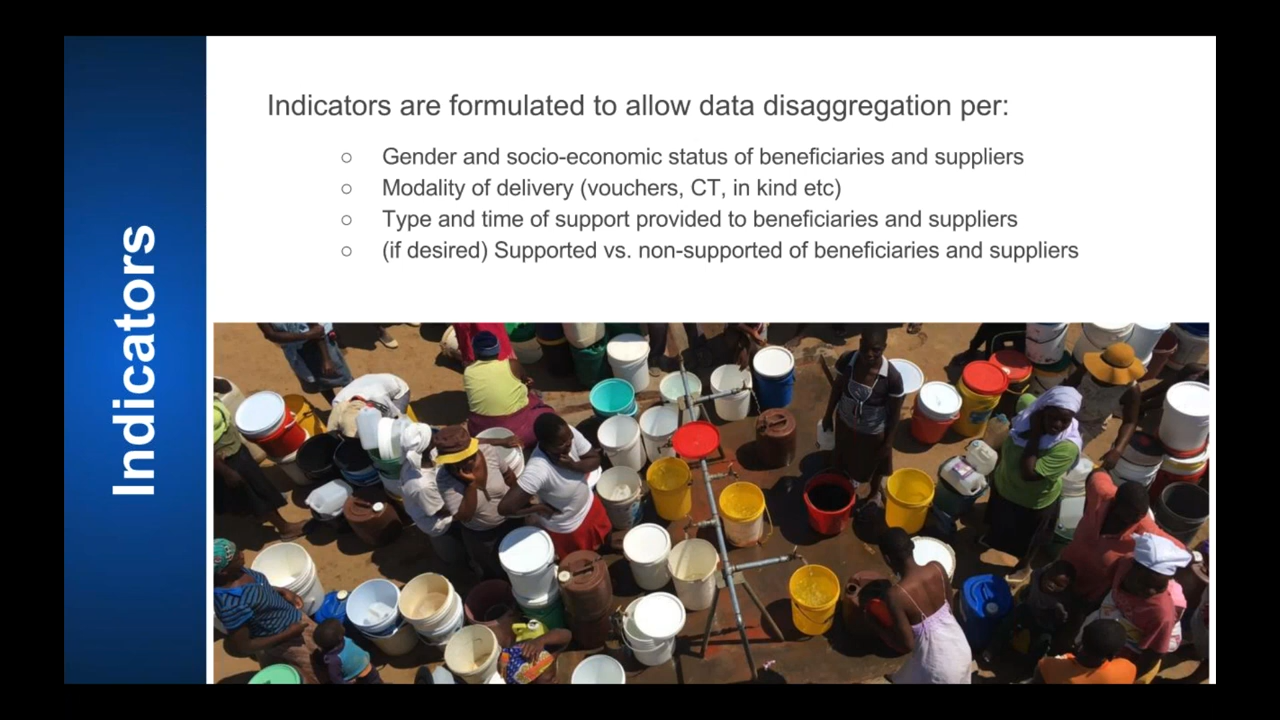 Indicators
Indicators are formulated to allow data disaggregation per:
○ Gender and socio-economic status of beneficiaries and suppliers
○ Modality of delivery (vouchers, CT, in kind etc)
○ Type and time of support provided to beneficiaries and suppliers
○ (if desired) Supported vs. non-supported of beneficiaries and suppliers